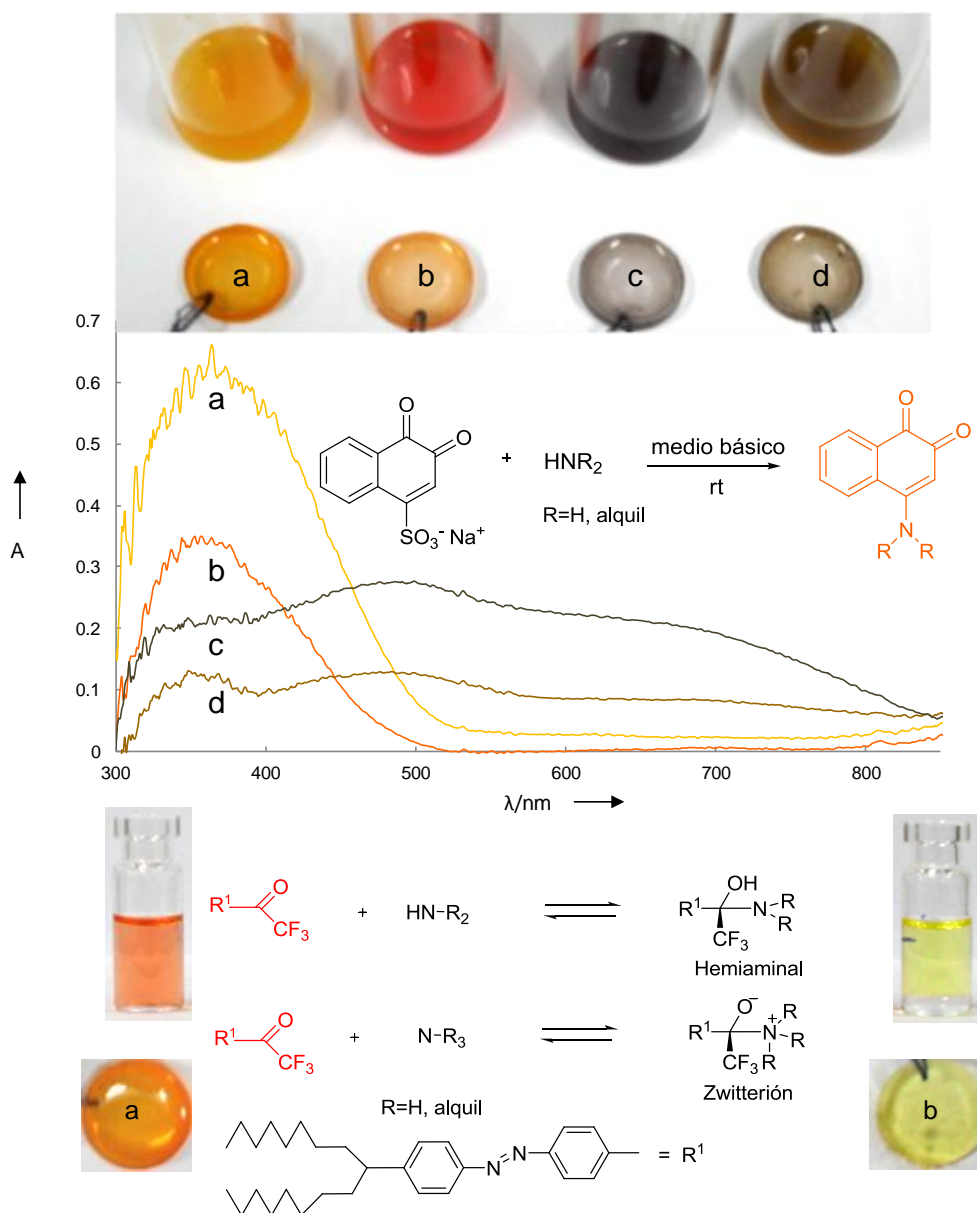 a b c d
0.7
0.6
0.5
0.4
0.3
0.2
0.1
0
A
a
b
c
d
O
O
SO₃⁻ Na⁺
+ HNR₂
R=H, alquil
medio básico
rt
O
O
N
R R
300 400 500 600 700 800
λ/nm
R¹ O CF₃ + HN-R₂
OH
R¹ N R
R
CF₃
Hemiaminal
R¹ O CF₃ + N-R₃
O⁻
R¹ N⁺ R
R
CF₃ R
Zwitterión
a
b
R=H, alquil
N=N
= R¹